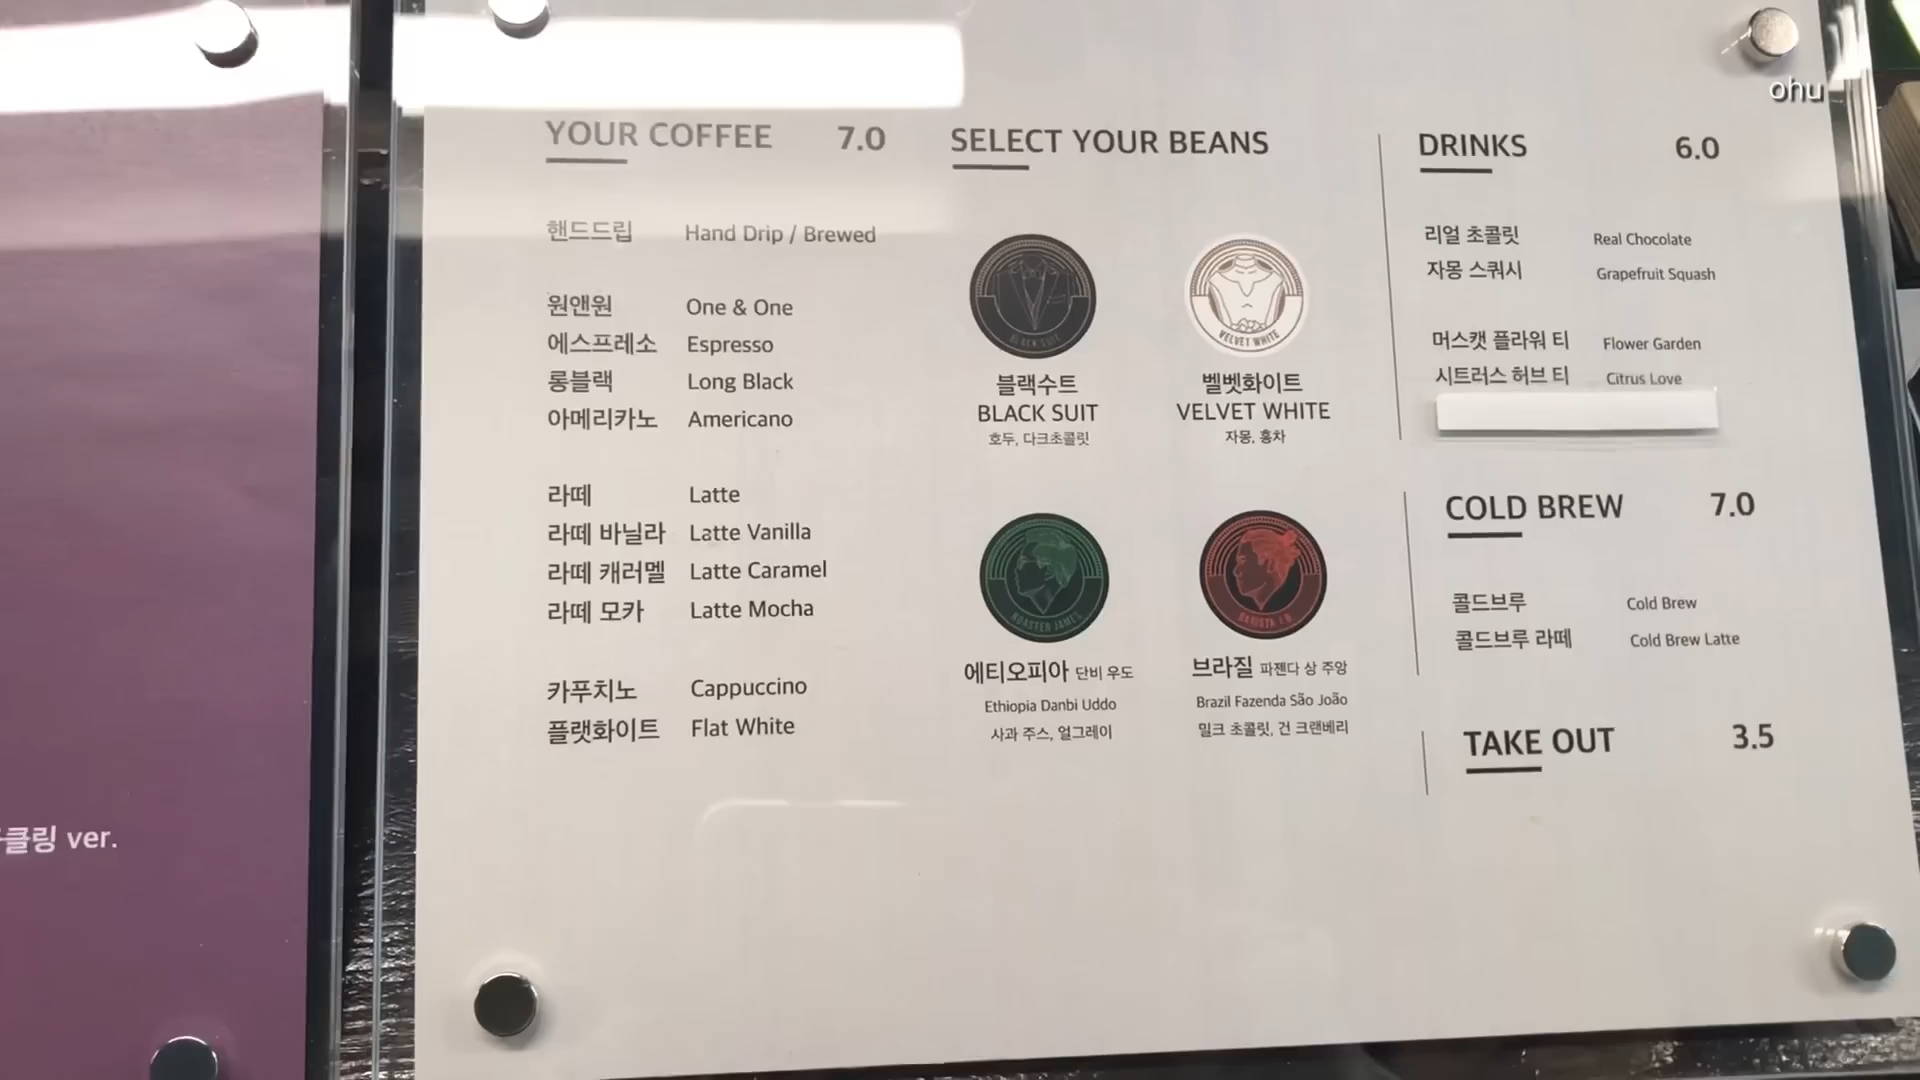 ohu
YOUR COFFEE 7.0
핸드드립 Hand Drip / Brewed
원앤원 One & One
에스프레소 Espresso
롱블랙 Long Black
아메리카노 Americano
라떼 Latte
라떼 바닐라 Latte Vanilla
라떼 캐러멜 Latte Caramel
라떼 모카 Latte Mocha
카푸치노 Cappuccino
플랫화이트 Flat White
SELECT YOUR BEANS
BLACK SUIT
블랙수트
BLACK SUIT
호두, 다크초콜릿
VELVET WHITE
벨벳화이트
VELVET WHITE
자몽, 홍차
ROASTER JAMES
에티오피아 단비 우도
Ethiopia Danbi Uddo
사과 주스, 얼그레이
BARISTA
브라질 파젠다 상 주앙
Brazil Fazenda São João
밀크 초콜릿, 건 크랜베리
DRINKS 6.0
리얼 초콜릿 Real Chocolate
자몽 스쿼시 Grapefruit Squash
머스캣 플라워 티 Flower Garden
시트러스 허브 티 Citrus Love
COLD BREW 7.0
콜드브루 Cold Brew
콜드브루 라떼 Cold Brew Latte
TAKE OUT 3.5
클링 ver.